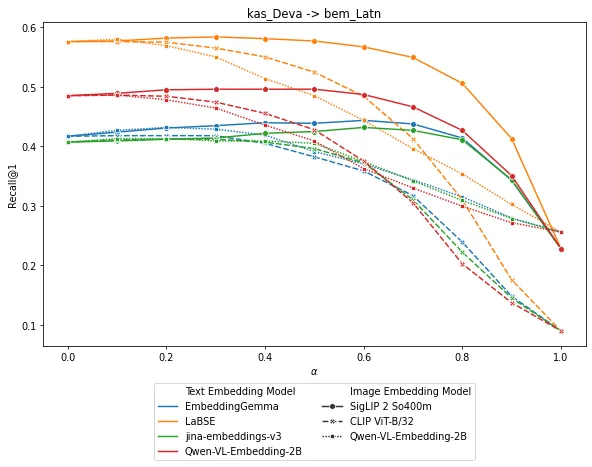 kas_Deva -> bem_Latn
0.6
0.5
0.4
0.3
0.2
0.1
Recall@1
0.0 0.2 0.4 0.6 0.8 1.0
α
Text Embedding Model Image Embedding Model
EmbeddingGemma SigLIP 2 So400m
LaBSE CLIP ViT-B/32
jina-embeddings-v3 Qwen-VL-Embedding-2B
Qwen-VL-Embedding-2B